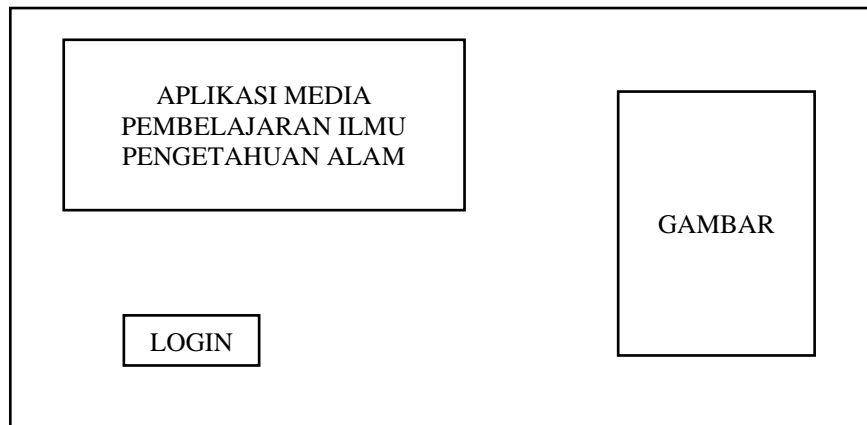 APLIKASI MEDIA
PEMBELAJARAN ILMU
PENGETAHUAN ALAM
GAMBAR
LOGIN